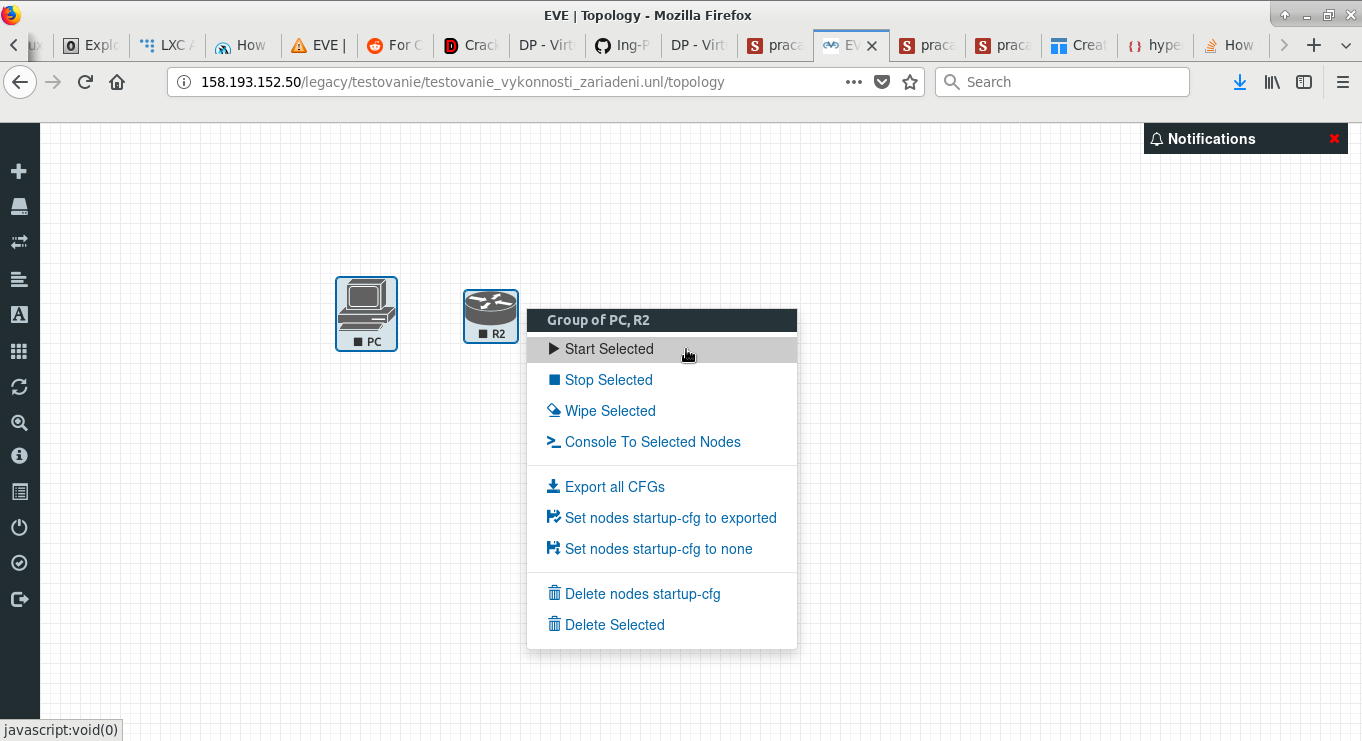 EVE | Topology - Mozilla Firefox
Explo
LXC
How
EVE |
For C
Crack
DP - Virt
Ing-P
DP - Virt
praca
EV
praca
praca
Creat
hype
How
158.193.152.50/legacy/testovanie/testovanie_vykonnosti_zariadeni.unl/topology
Search
Notifications
PC
R2
Group of PC, R2
Start Selected
Stop Selected
Wipe Selected
Console To Selected Nodes
Export all CFGs
Set nodes startup-cfg to exported
Set nodes startup-cfg to none
Delete nodes startup-cfg
Delete Selected
javascript:void(0)